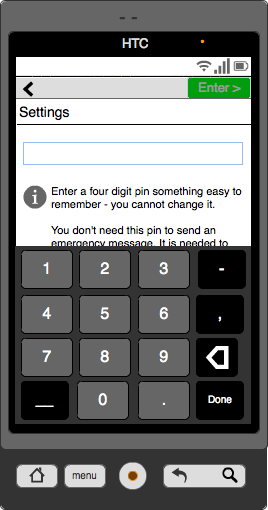 HTC
Enter >
Settings
Enter a four digit pin something easy to
remember - you cannot change it.
You don't need this pin to send an
emergency message. It is needed to
1 2 3 -
4 5 6 ,
7 8 9
__ 0 . Done
menu